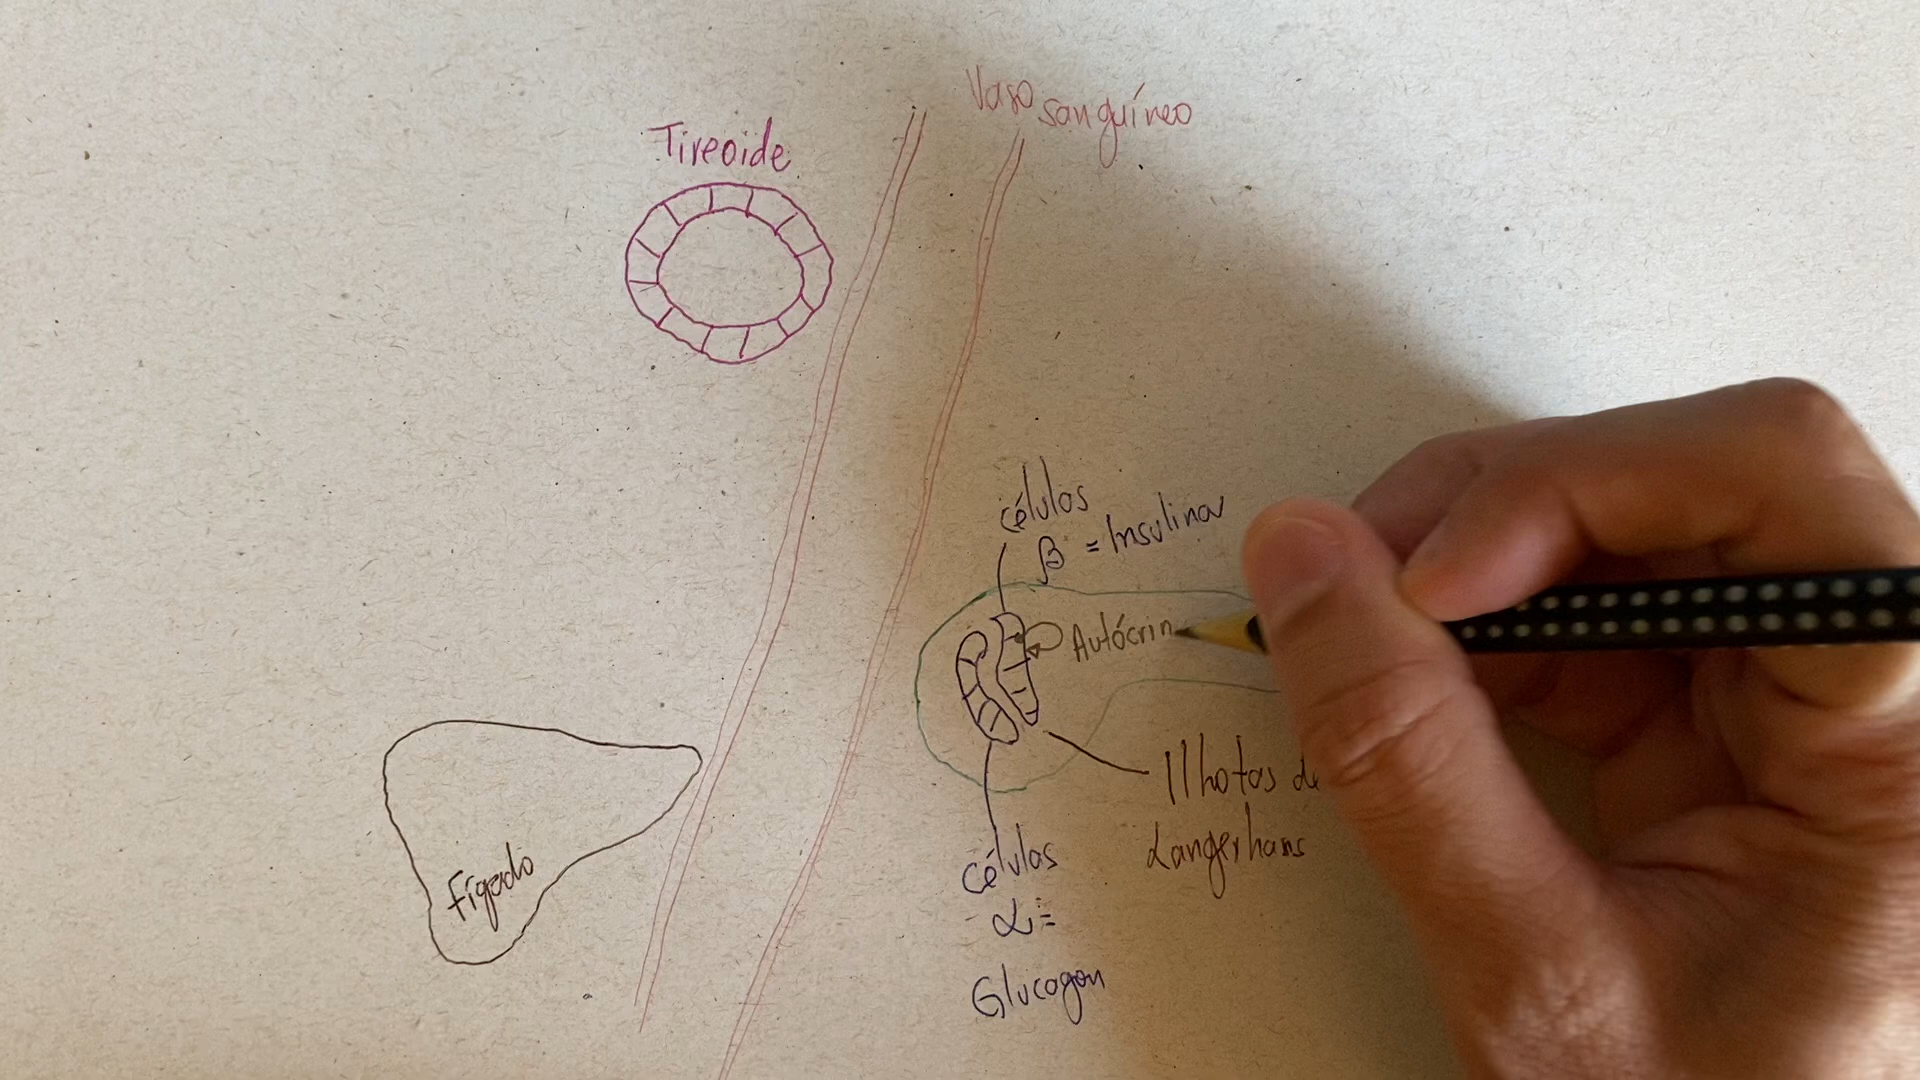 Vaso sanguíneo
Tireoide
células
β = Insulina
Autócrin
Ilhotas de
Langerhans
Fígado
Células
α =
Glucagon